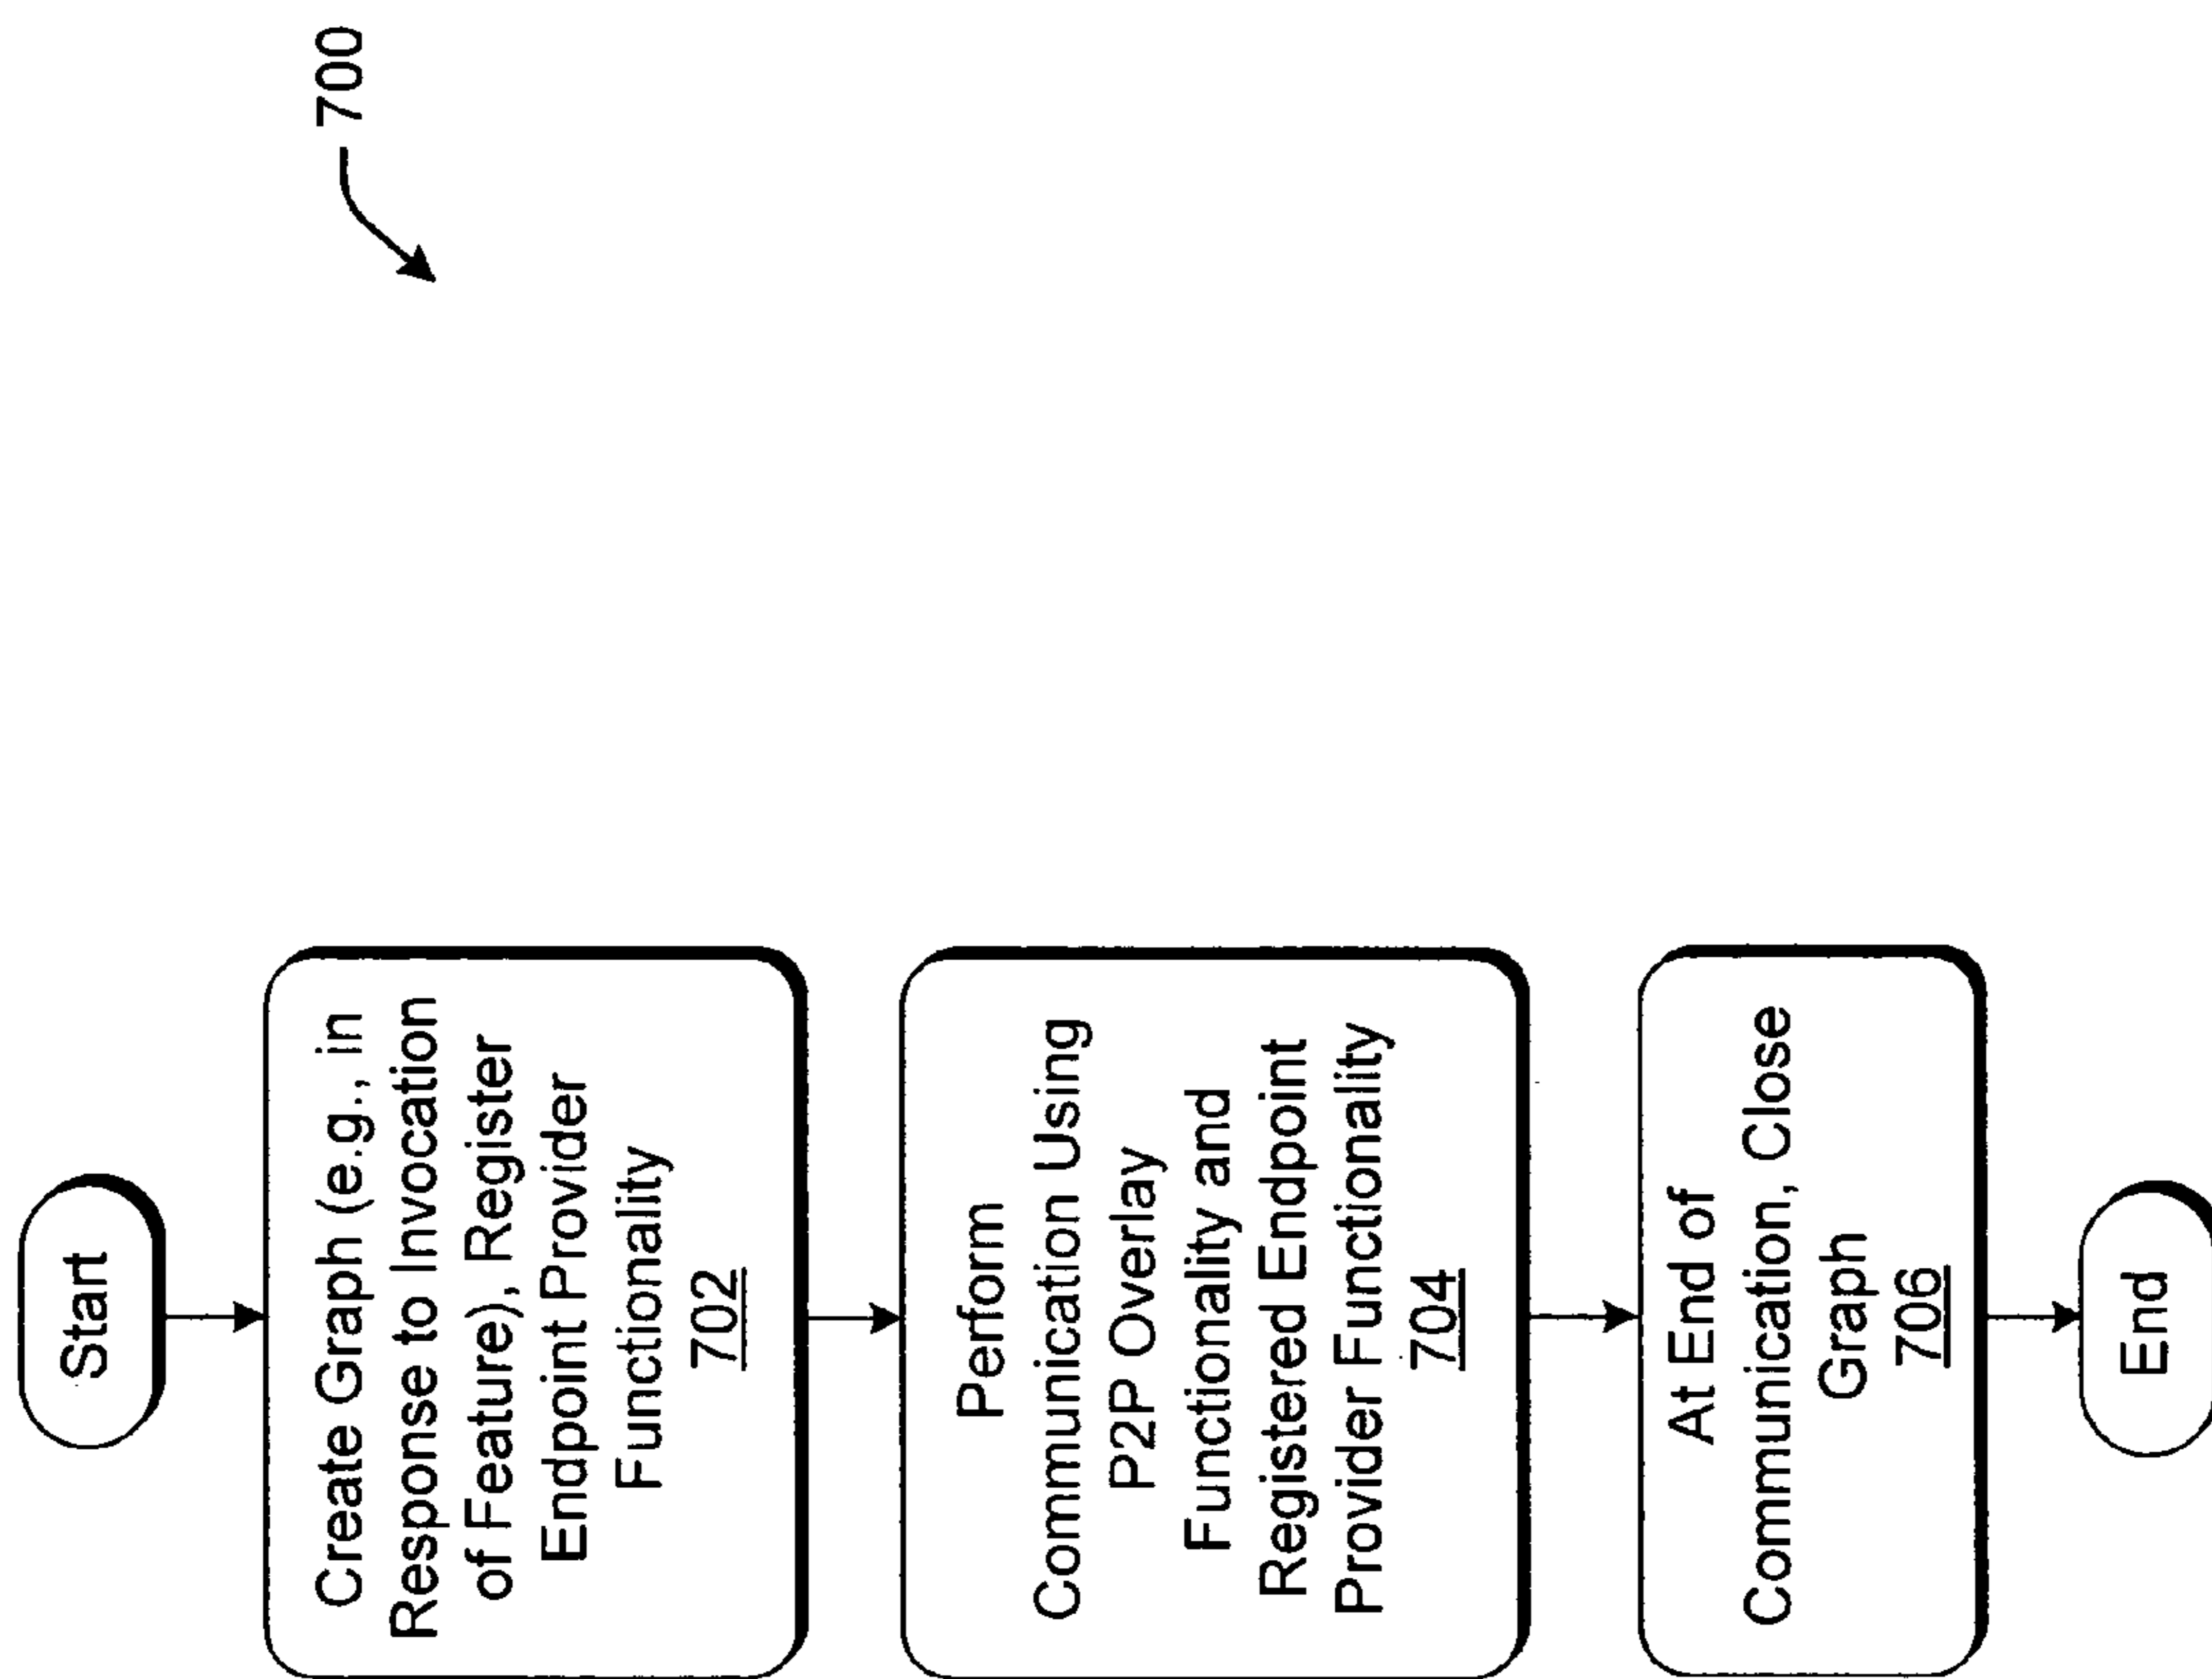 700
Start
Create Graph (e.g., in
Response to Invocation
of Feature), Register
Endpoint Provider
Functionality
702
Perform
Communication Using
P2P Overlay
Functionality and
Registered Endpoint
Provider Functionality
704
At End of
Communication, Close
Graph
706
End